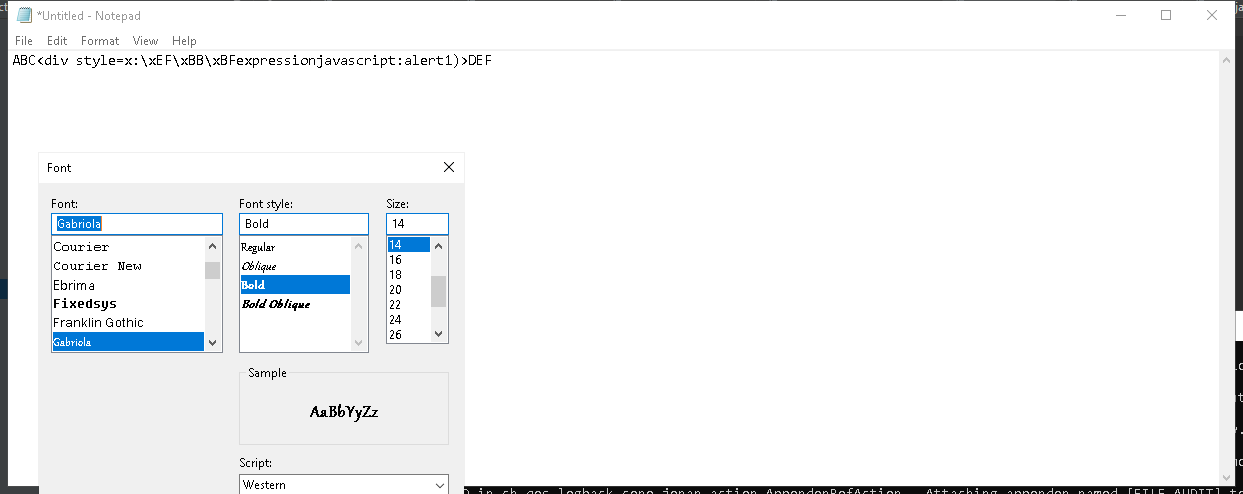 *Untitled - Notepad
File Edit Format View Help
ABC<div style=x:\xEF\xBB\xBFexpressionjavascript:alert1)>DEF
Font
Font: Font style: Size:
Gabriola Bold 14
Courier
Courier New
Ebrima
Fixedsys
Franklin Gothic
Gabriola
Regular
Oblique
Bold
Bold Oblique
14
16
18
20
22
24
26
Sample
AaBbYyZz
Script:
Western
in ch.qos.logback.core.joran.action.AppenderRefAction - Attaching appender named [FILE_AUDIT]